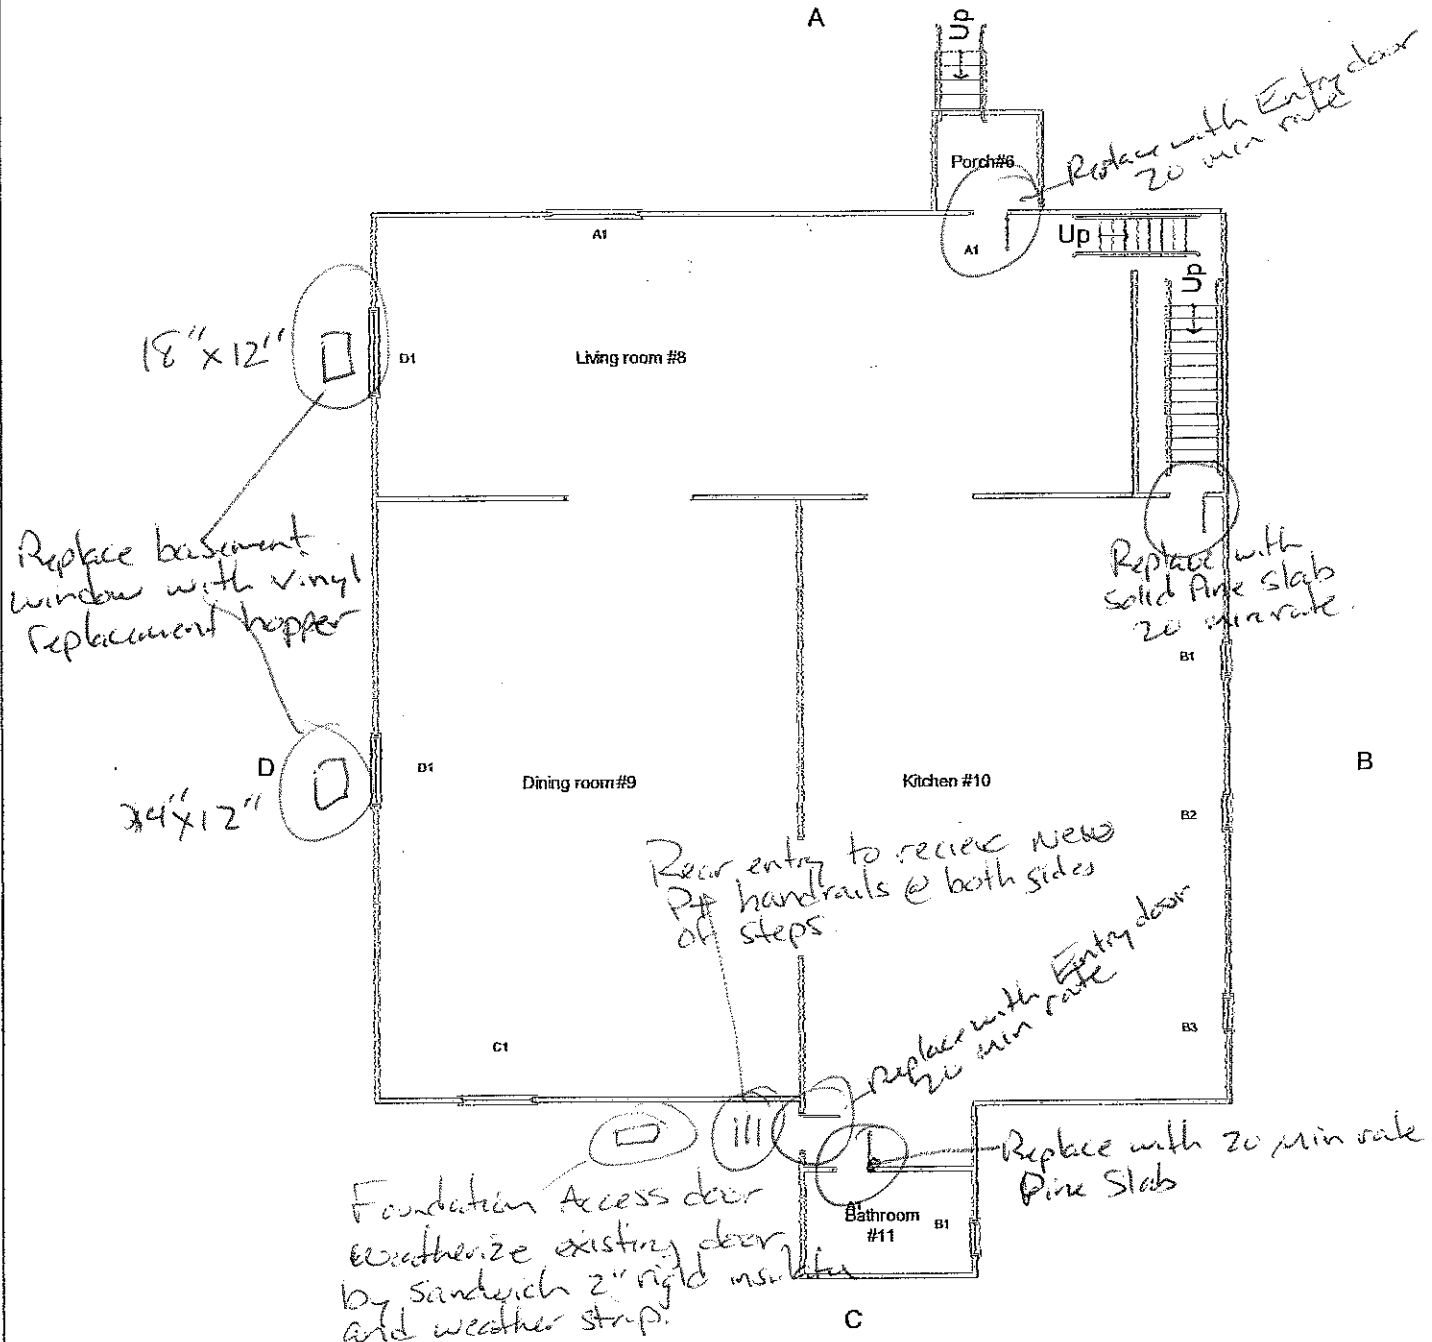 A
Up
Replace with Entry door
20 min rate
Porch#6
A1
A1
Up
Up
18" x 12"
D1
Living room #8
Replace basement
window with vinyl
replacement hopper
Replace with
solid Pine slab
20 min rate.
B1
D
x 12"
D1
Dining room #9
Kitchen #10
B
B2
Rear entry to recieve New
Pt handrails @ both sides
of steps.
Replace with Entry door
20 min rate
B3
C1
Replace with 20 min rate
Pine Slab
Foundation Access door
weatherize existing door
by Sandwich 2" rigid insulation
and weather strip.
A1
Bathroom
#11
B1
C